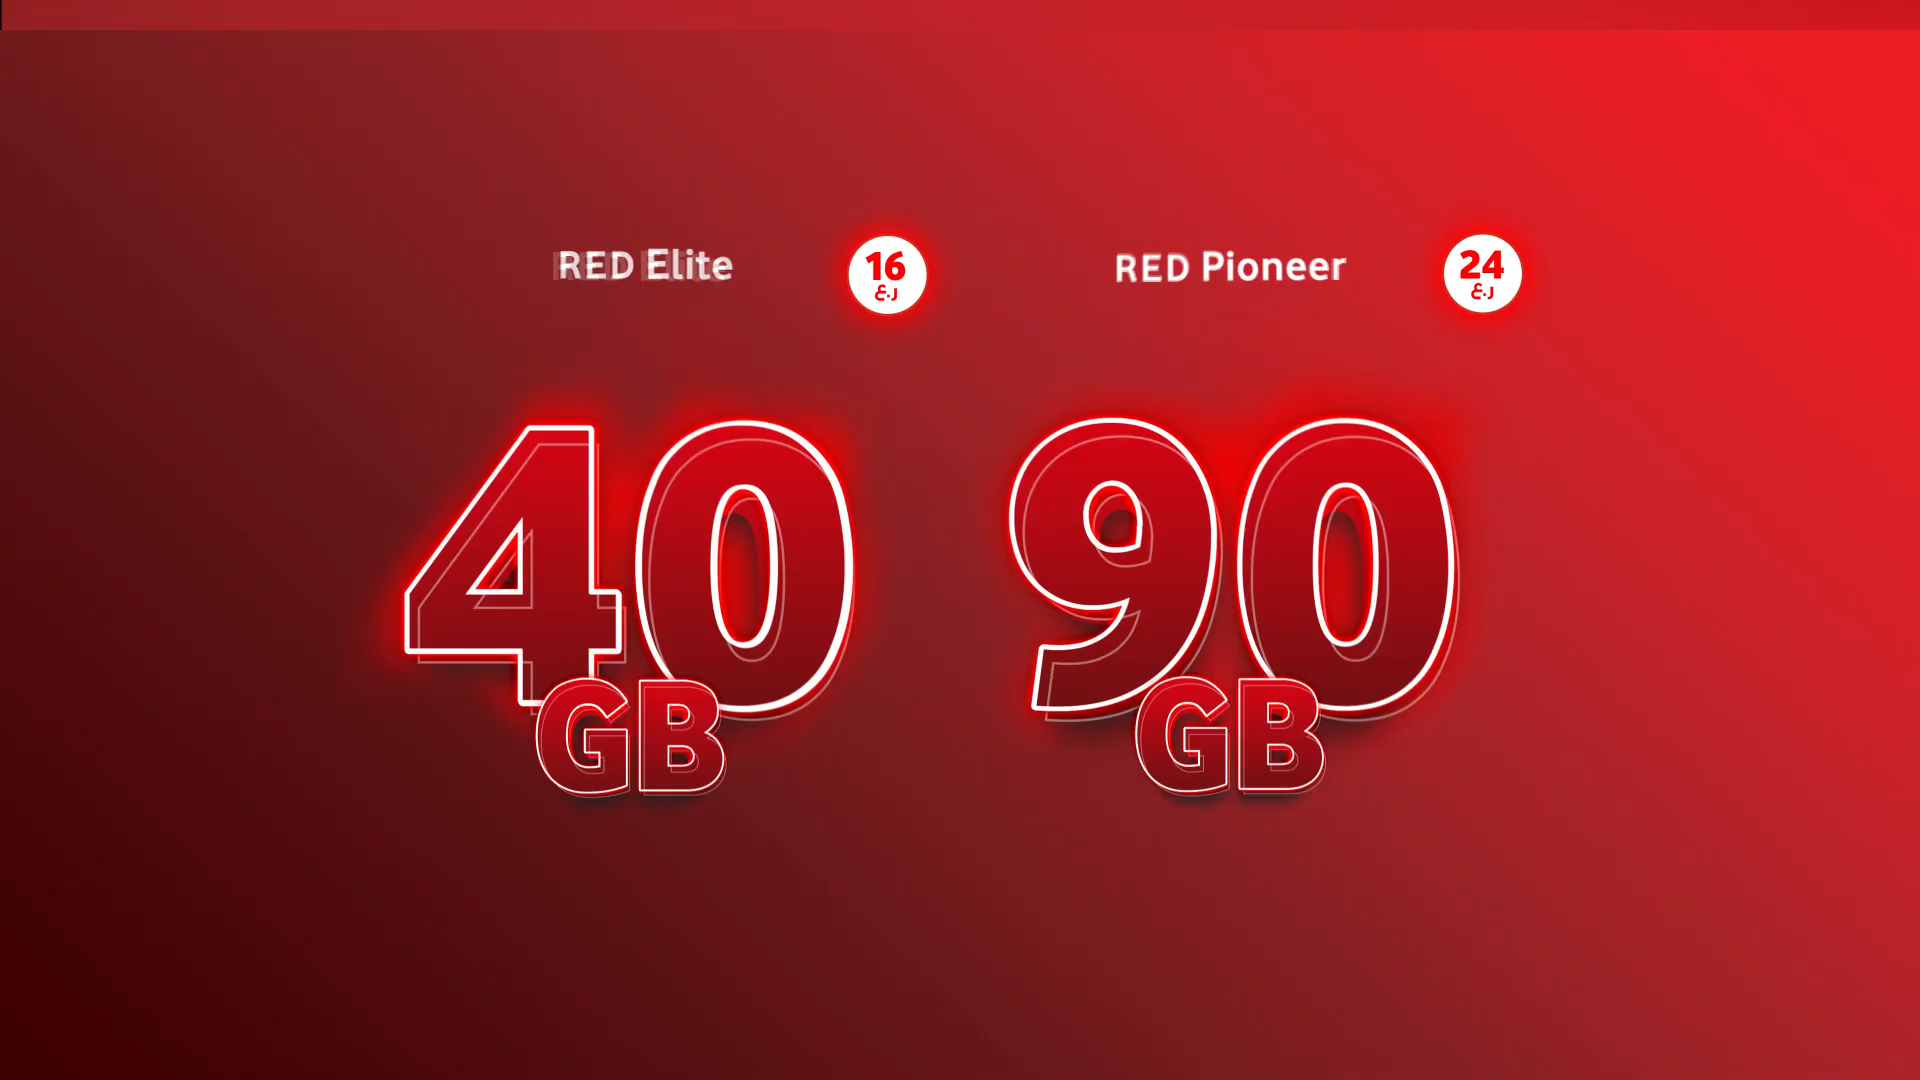 RED Elite
16
ر.ع
RED Pioneer
24
ر.ع
40
GB
90
GB